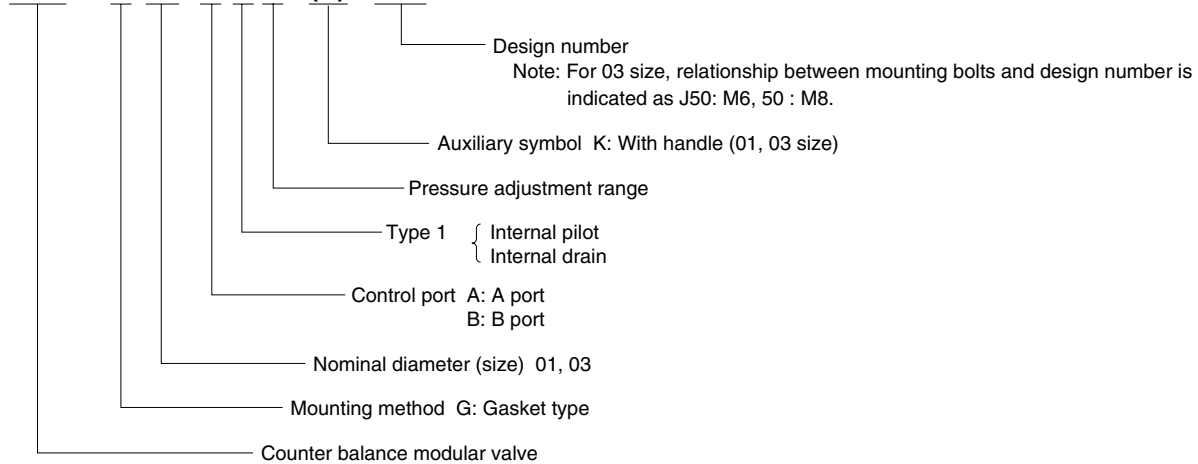 Design number
Note: For 03 size, relationship between mounting bolts and design number is
indicated as J50: M6, 50 : M8.
Auxiliary symbol K: With handle (01, 03 size)
Pressure adjustment range
Type 1 { Internal pilot
Internal drain
Control port A: A port
B: B port
Nominal diameter (size) 01, 03
Mounting method G: Gasket type
Counter balance modular valve